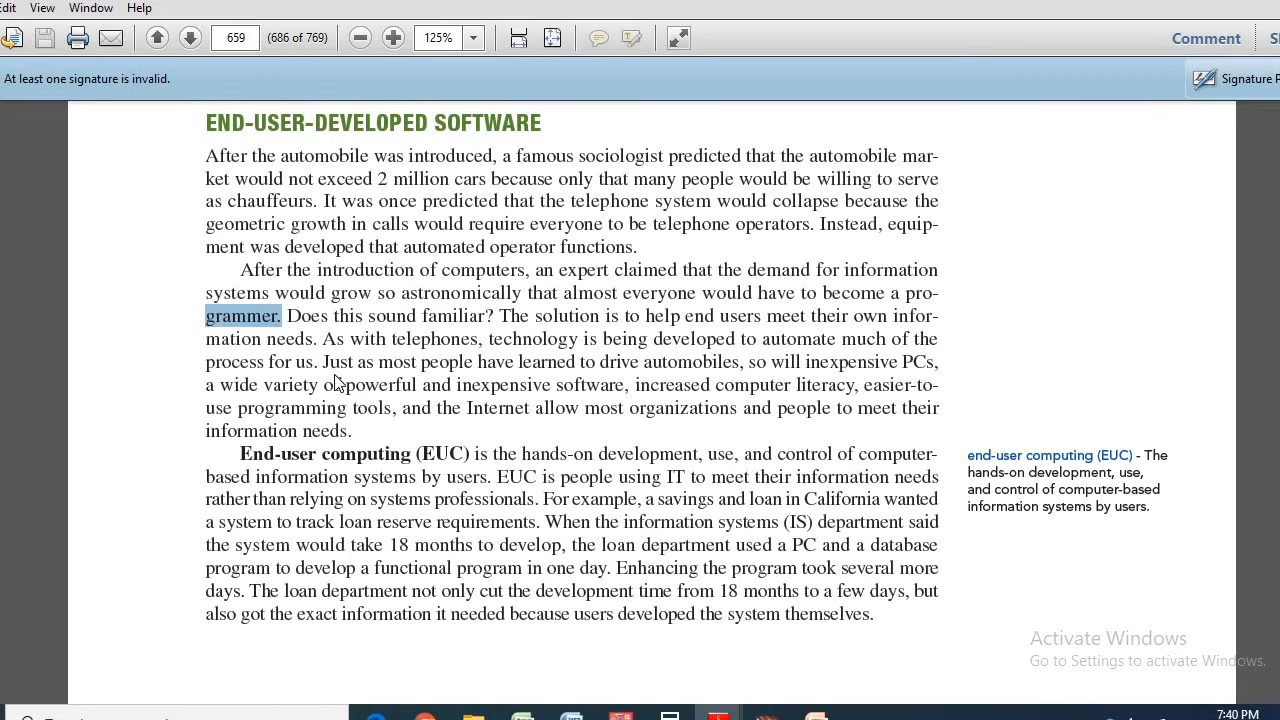 Edit View Window Help
659 (686 of 769) 125% Comment
At least one signature is invalid.
Signature
END-USER-DEVELOPED SOFTWARE
After the automobile was introduced, a famous sociologist predicted that the automobile mar-
ket would not exceed 2 million cars because only that many people would be willing to serve
as chauffeurs. It was once predicted that the telephone system would collapse because the
geometric growth in calls would require everyone to be telephone operators. Instead, equip-
ment was developed that automated operator functions.
After the introduction of computers, an expert claimed that the demand for information
systems would grow so astronomically that almost everyone would have to become a pro-
grammer. Does this sound familiar? The solution is to help end users meet their own infor-
mation needs. As with telephones, technology is being developed to automate much of the
process for us. Just as most people have learned to drive automobiles, so will inexpensive PCs,
a wide variety of powerful and inexpensive software, increased computer literacy, easier-to-
use programming tools, and the Internet allow most organizations and people to meet their
information needs.
End-user computing (EUC) is the hands-on development, use, and control of computer-
based information systems by users. EUC is people using IT to meet their information needs
rather than relying on systems professionals. For example, a savings and loan in California wanted
a system to track loan reserve requirements. When the information systems (IS) department said
the system would take 18 months to develop, the loan department used a PC and a database
program to develop a functional program in one day. Enhancing the program took several more
days. The loan department not only cut the development time from 18 months to a few days, but
also got the exact information it needed because users developed the system themselves.
end-user computing (EUC) - The
hands-on development, use,
and control of computer-based
information systems by users.
Activate Windows
Go to Settings to activate Windows.
7:40 PM